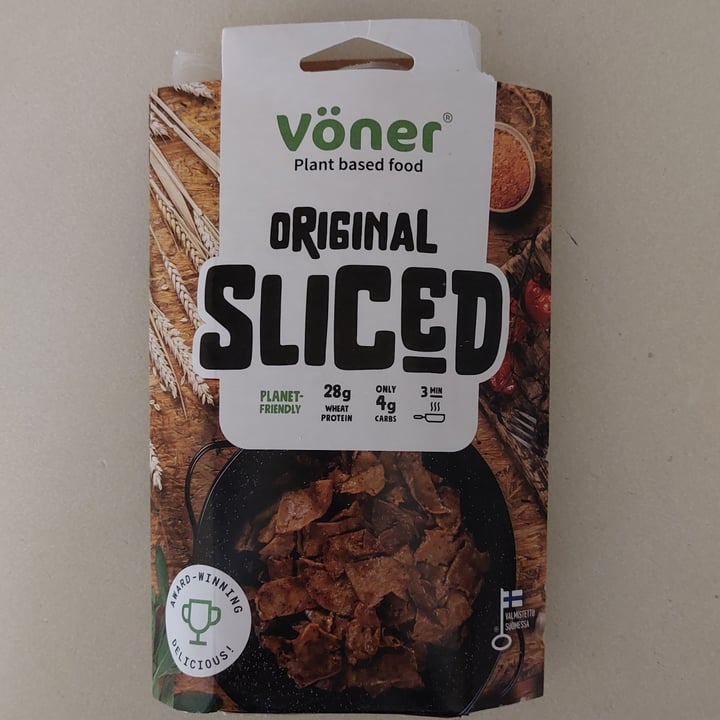 vöner®
Plant based food
ORIGINAL
SLICED
PLANET-
FRIENDLY
28g
WHEAT
PROTEIN
ONLY
4g
CARBS
3 MIN
AWARD-WINNING
DELICIOUS!
VALMISTETTU
SUOMESSA